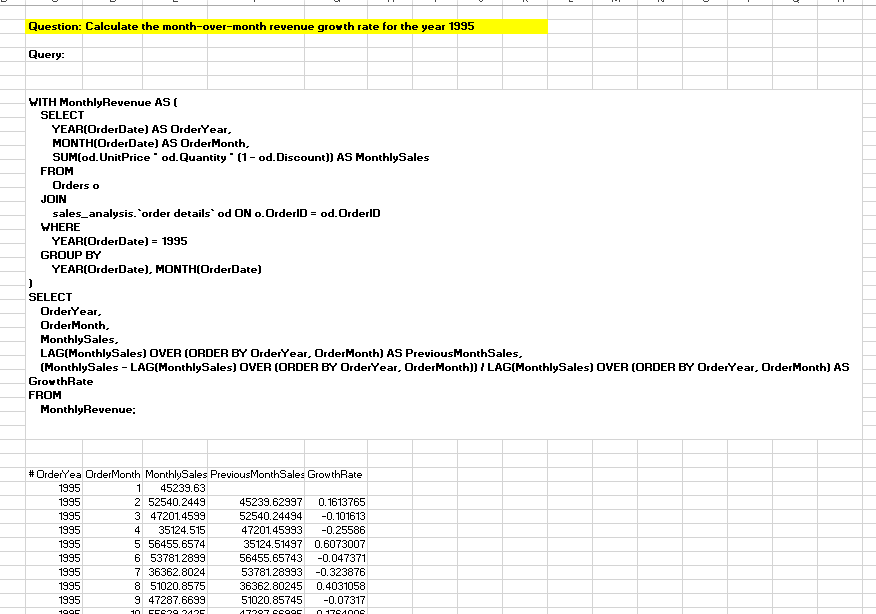 Question: Calculate the month-over-month revenue growth rate for the year 1995
Query:
WITH MonthlyRevenue AS (
SELECT
YEAR(OrderDate) AS OrderYear,
MONTH(OrderDate) AS OrderMonth,
SUM(od.UnitPrice * od.Quantity * (1 - od.Discount)) AS MonthlySales
FROM
Orders o
JOIN
sales_analysis.`order details` od ON o.OrderID = od.OrderID
WHERE
YEAR(OrderDate) = 1995
GROUP BY
YEAR(OrderDate), MONTH(OrderDate)
)
SELECT
OrderYear,
OrderMonth,
MonthlySales,
LAG(MonthlySales) OVER (ORDER BY OrderYear, OrderMonth) AS PreviousMonthSales,
(MonthlySales - LAG(MonthlySales) OVER (ORDER BY OrderYear, OrderMonth)) / LAG(MonthlySales) OVER (ORDER BY OrderYear, OrderMonth) AS
GrowthRate
FROM
MonthlyRevenue;
# OrderYea OrderMonth MonthlySales PreviousMonthSales GrowthRate
1995 1 45239.63
1995 2 52540.2449 45239.62997 0.1613765
1995 3 47201.4599 52540.24494 -0.101613
1995 4 35124.515 47201.45993 -0.25586
1995 5 56455.6574 35124.51497 0.6073007
1995 6 53781.2899 56455.65743 -0.047371
1995 7 36362.8024 53781.28993 -0.323876
1995 8 51020.8575 36362.80245 0.4031058
1995 9 47287.6699 51020.85745 -0.07317